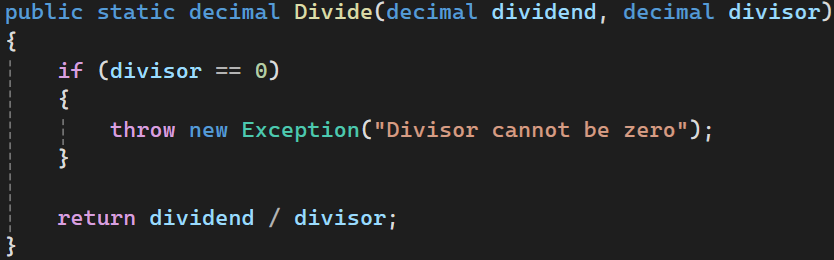 public static decimal Divide(decimal dividend, decimal divisor)
{
    if (divisor == 0)
    {
        throw new Exception("Divisor cannot be zero");
    }

    return dividend / divisor;
}